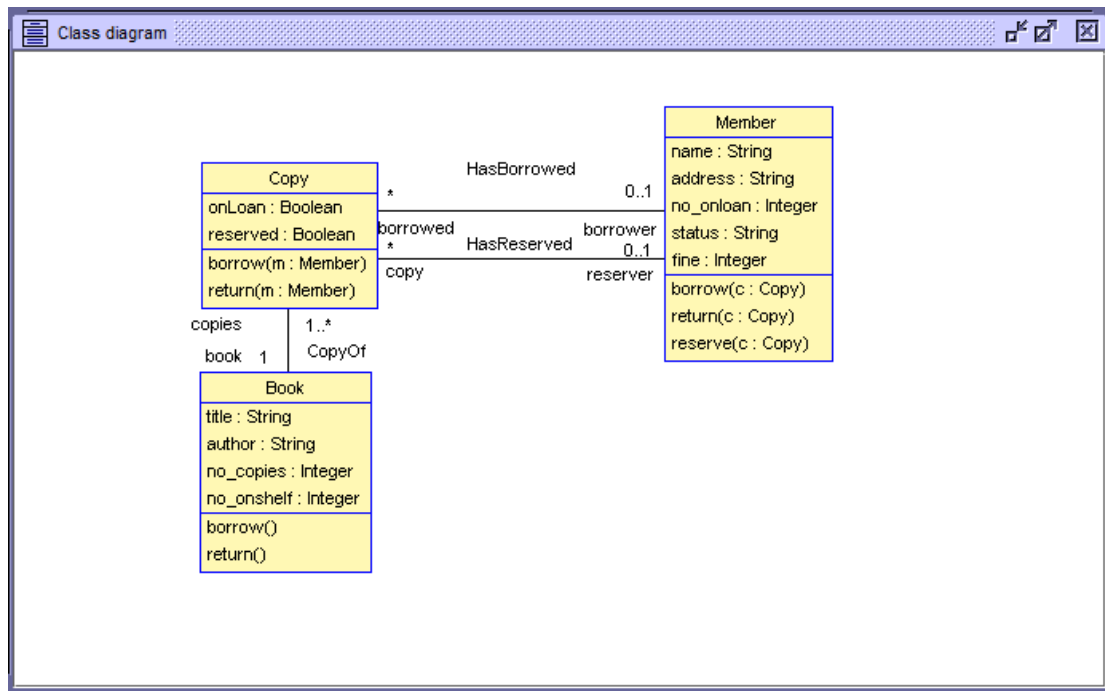 Class diagram
Member
name : String
address : String
no_onloan : Integer
status : String
fine : Integer
borrow(c : Copy)
return(c : Copy)
reserve(c : Copy)
HasBorrowed
*
0..1
borrowed
borrower
*
HasReserved
0..1
copy
reserver
Copy
onLoan : Boolean
reserved : Boolean
borrow(m : Member)
return(m : Member)
copies
1..*
book
1
CopyOf
Book
title : String
author : String
no_copies : Integer
no_onshelf : Integer
borrow()
return()